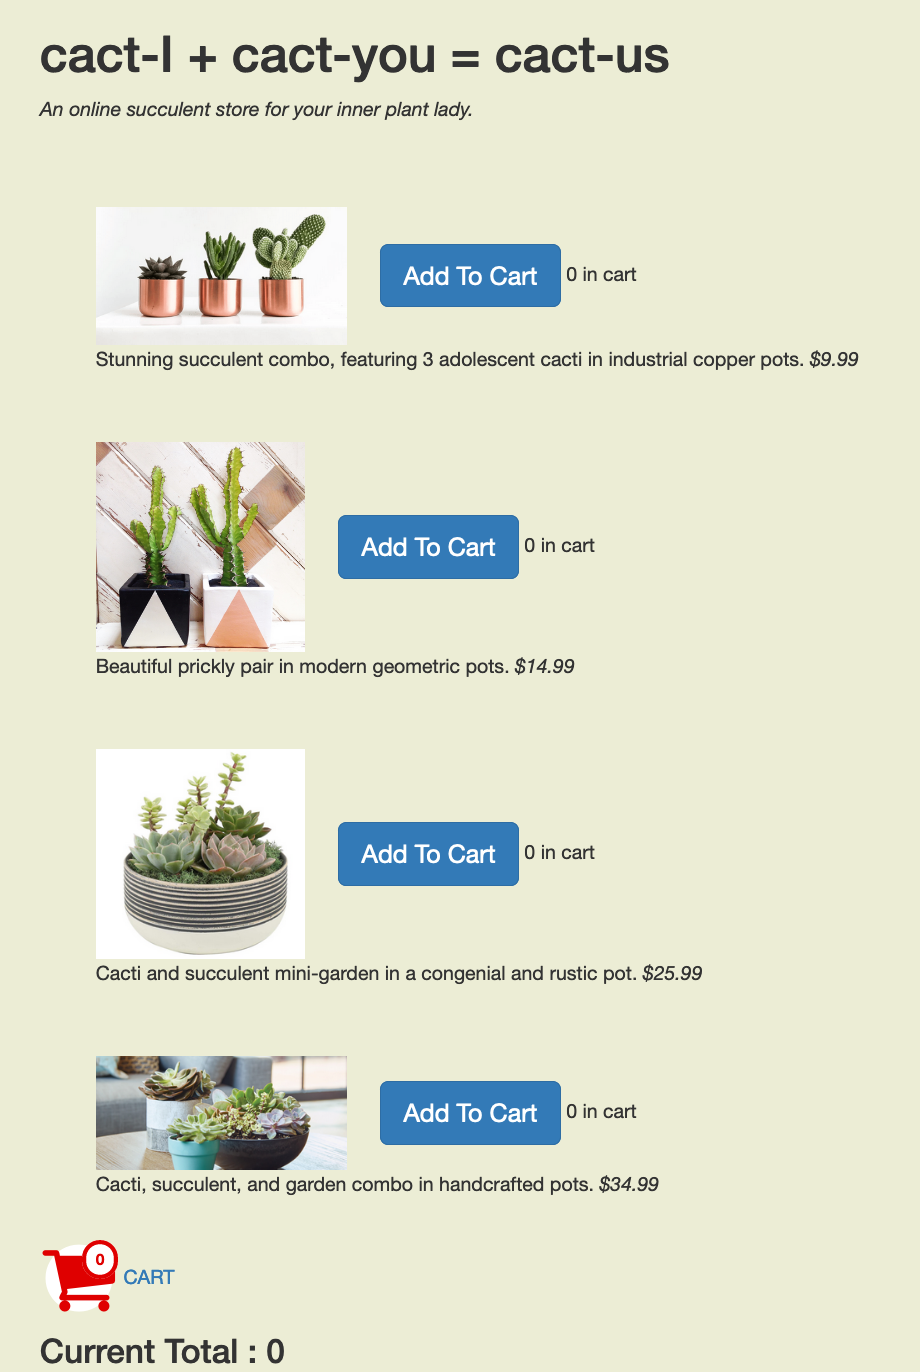 cact-I + cact-you = cact-us
An online succulent store for your inner plant lady.
Add To Cart 0 in cart
Stunning succulent combo, featuring 3 adolescent cacti in industrial copper pots. $9.99
Add To Cart 0 in cart
Beautiful prickly pair in modern geometric pots. $14.99
Add To Cart 0 in cart
Cacti and succulent mini-garden in a congenial and rustic pot. $25.99
Add To Cart 0 in cart
Cacti, succulent, and garden combo in handcrafted pots. $34.99
0
CART
Current Total : 0